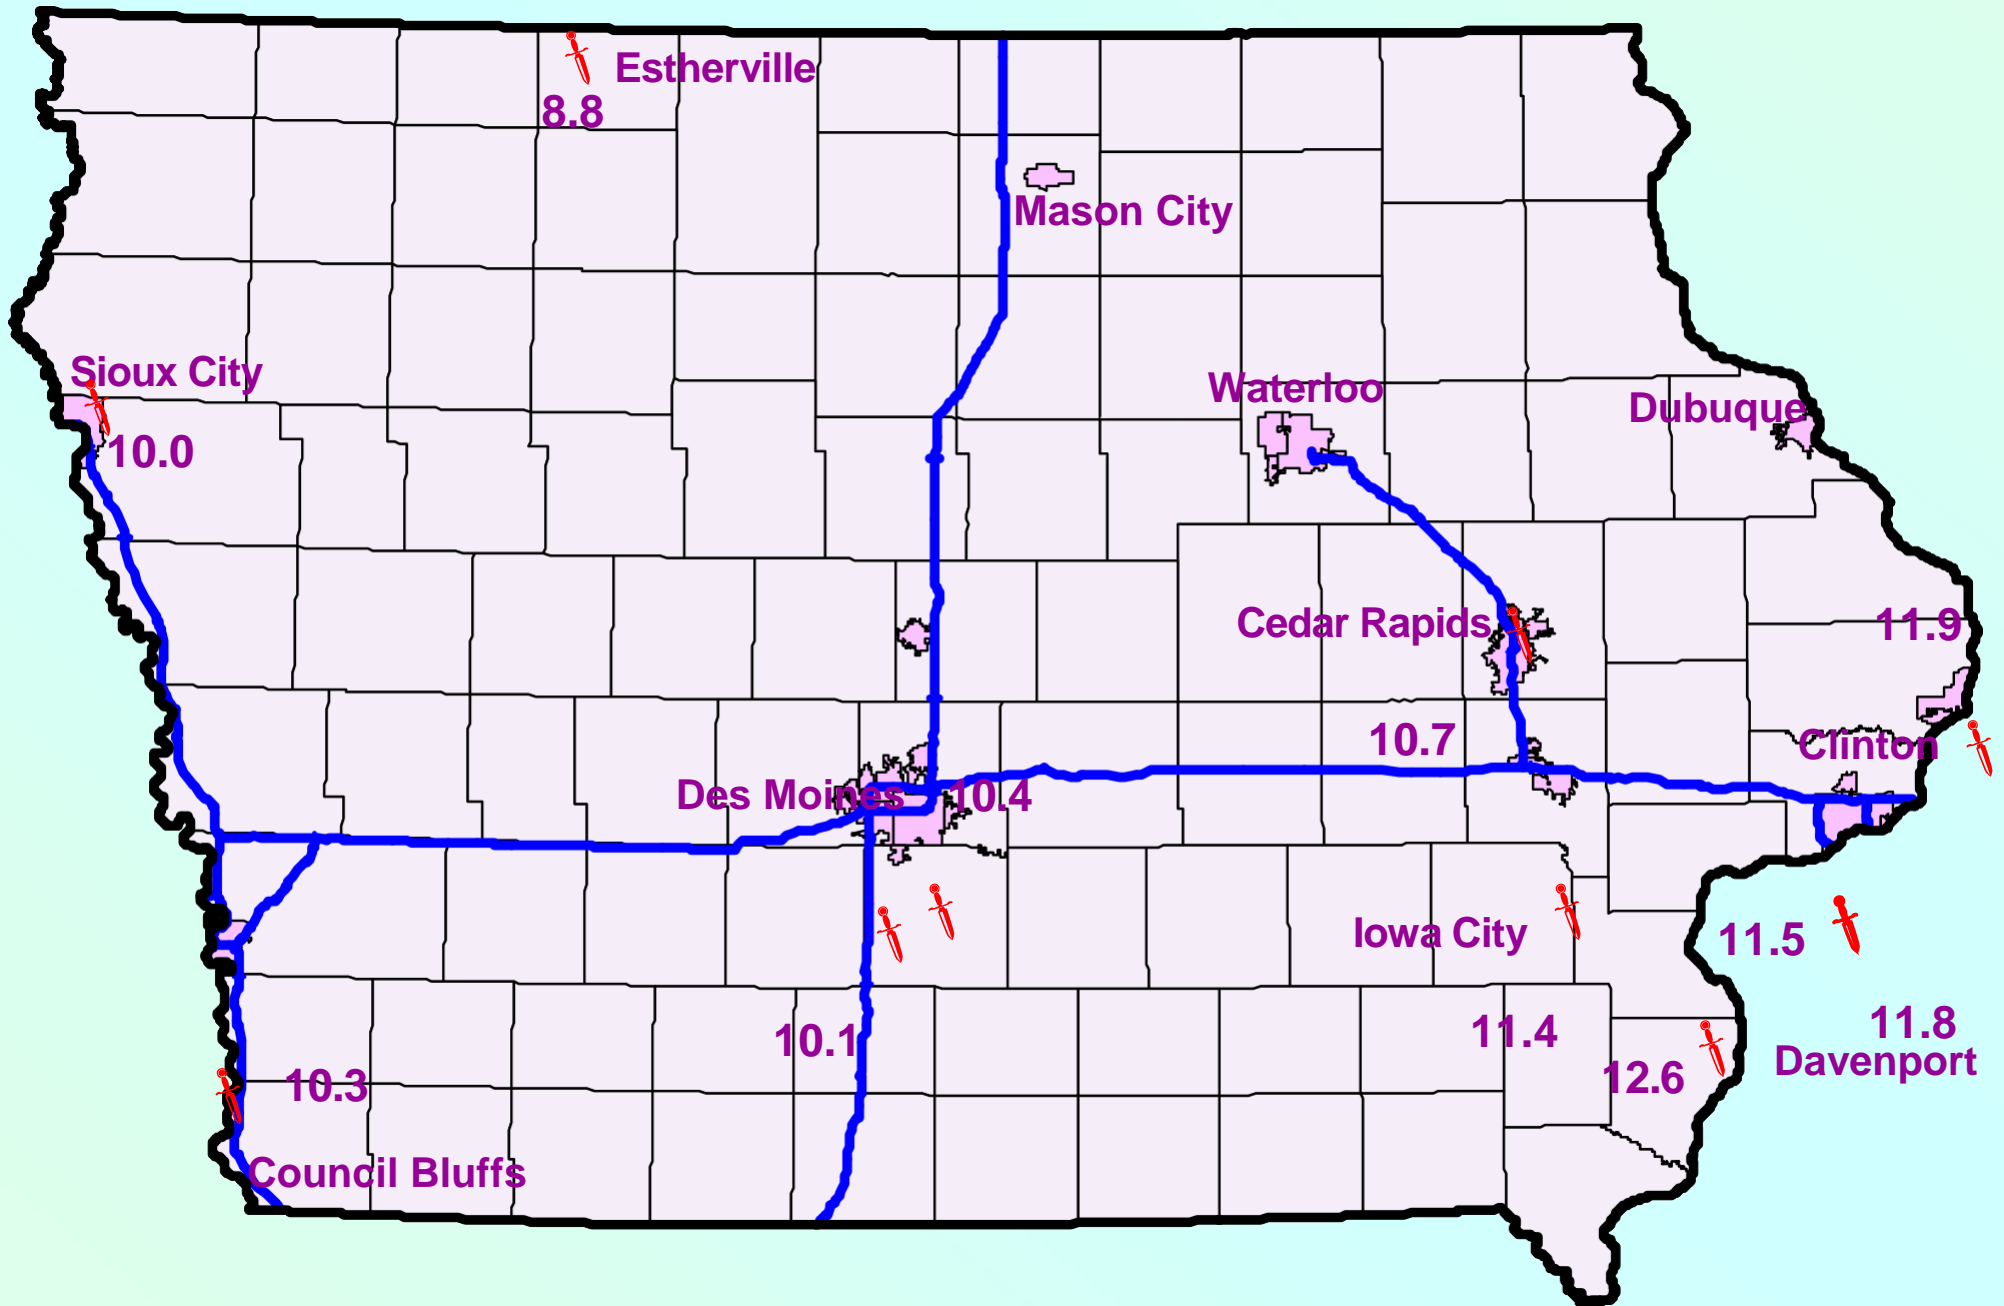 Estherville
8.8
Mason City
Sioux City
10.0
Waterloo
Dubuque
Cedar Rapids
11.9
10.7
Clinton
Des Moines
10.4
Iowa City
11.5
10.1
11.4
11.8
Davenport
12.6
10.3
Council Bluffs